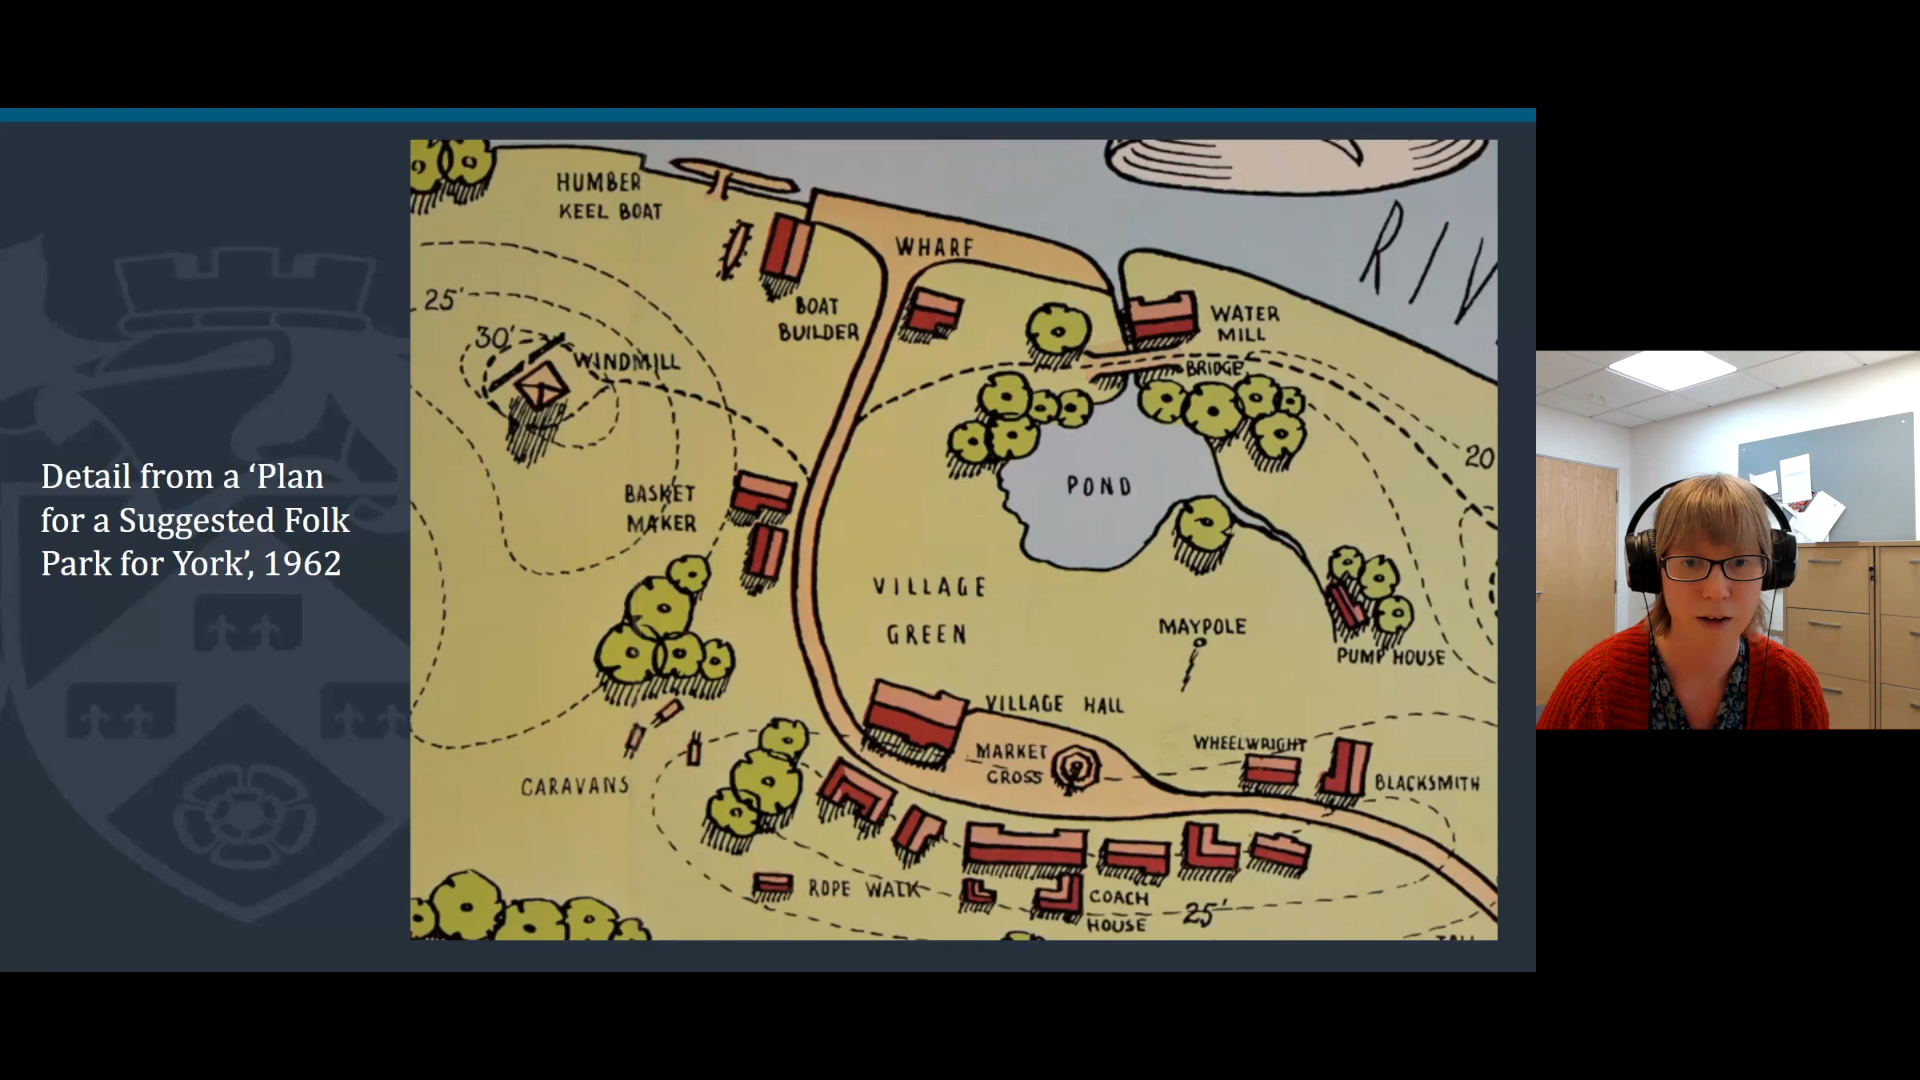 Detail from a ‘Plan
for a Suggested Folk
Park for York’, 1962
HUMBER
KEEL BOAT
WHARF
RIV
25'
30'
WINDMILL
BOAT
BUILDER
WATER
MILL
BRIDGE
20
BASKET
MAKER
POND
VILLAGE
GREEN
MAYPOLE
PUMP HOUSE
VILLAGE HALL
MARKET
CROSS
WHEELWRIGHT
BLACKSMITH
CARAVANS
ROPE WALK
COACH
HOUSE
25'